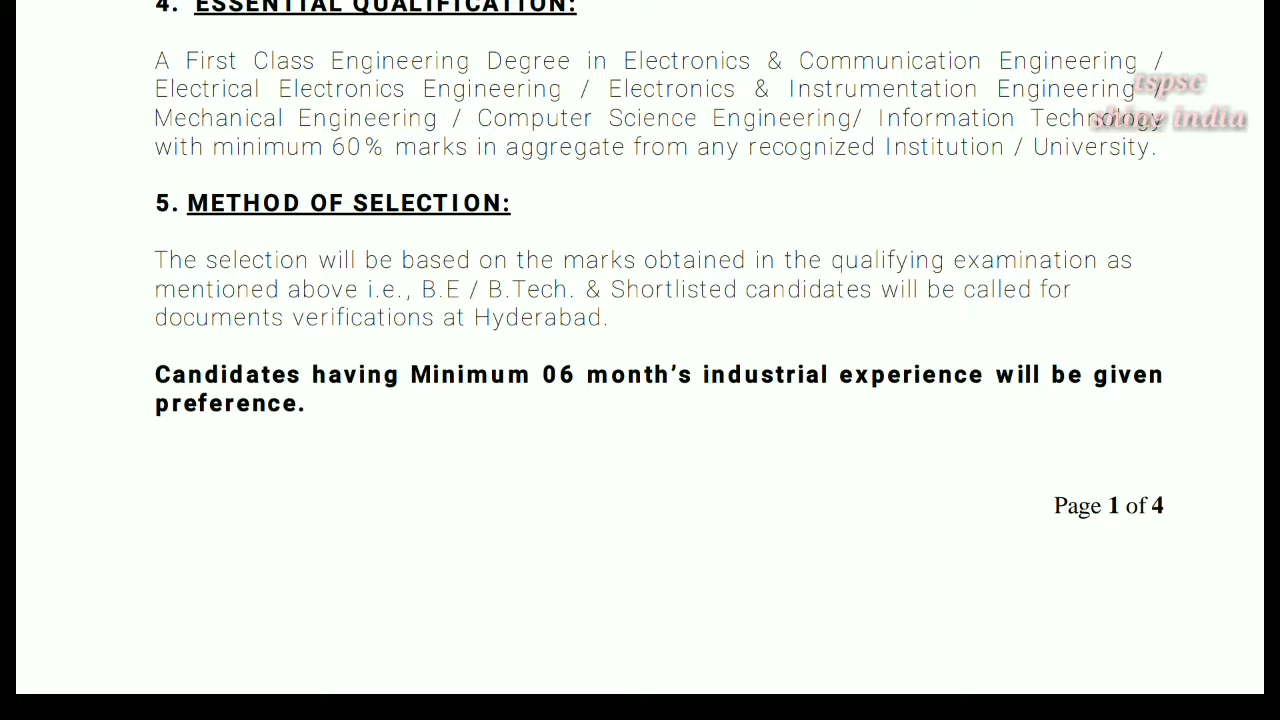 4. ESSENTIAL QUALIFICATION:
A First Class Engineering Degree in Electronics & Communication Engineering /
Electrical Electronics Engineering / Electronics & Instrumentation Engineering /
Mechanical Engineering / Computer Science Engineering/ Information Technology
with minimum 60% marks in aggregate from any recognized Institution / University.
tspsc
shine india
5. METHOD OF SELECTION:
The selection will be based on the marks obtained in the qualifying examination as
mentioned above i.e., B.E / B.Tech. & Shortlisted candidates will be called for
documents verifications at Hyderabad.
Candidates having Minimum 06 month’s industrial experience will be given
preference.
Page 1 of 4